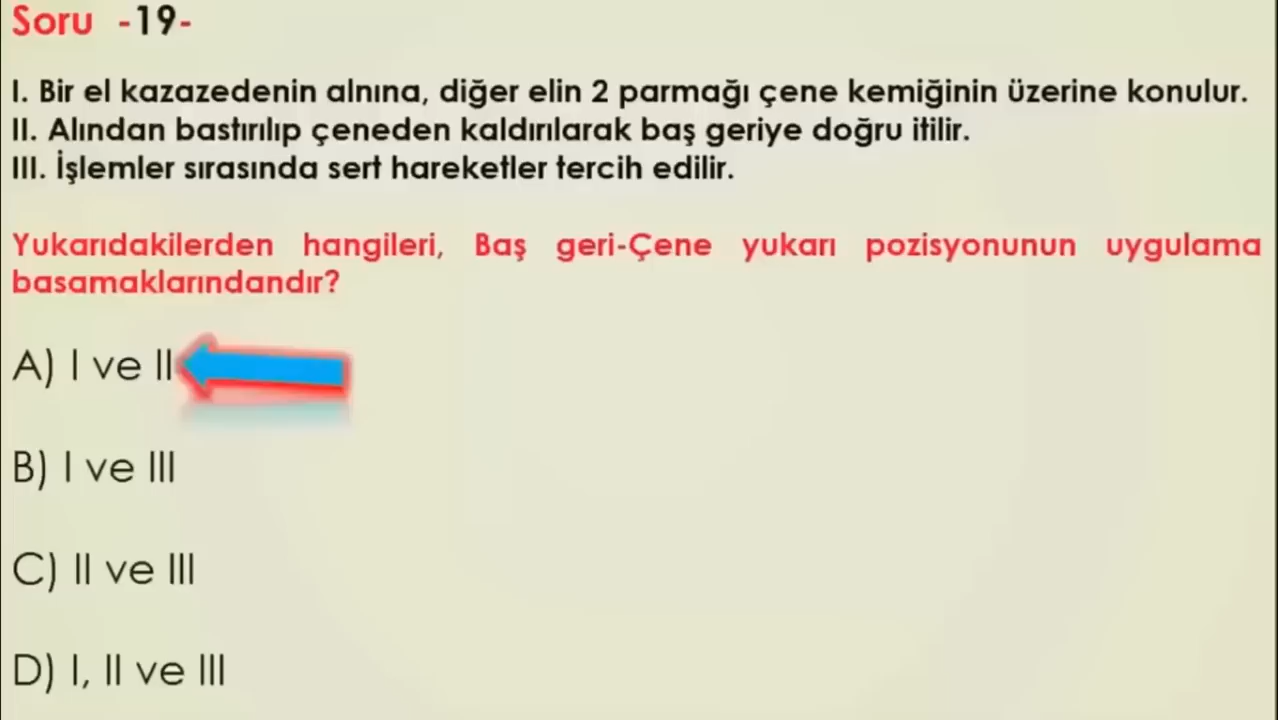 Soru -19-
I. Bir el kazazedenin alnına, diğer elin 2 parmağı çene kemiğinin üzerine konulur.
II. Alından bastırılıp çeneden kaldırılarak baş geriye doğru itilir.
III. İşlemler sırasında sert hareketler tercih edilir.
Yukarıdakilerden hangileri, Baş geri-Çene yukarı pozisyonunun uygulama
basamaklarındandır?
A) I ve II
B) I ve III
C) II ve III
D) I, II ve III